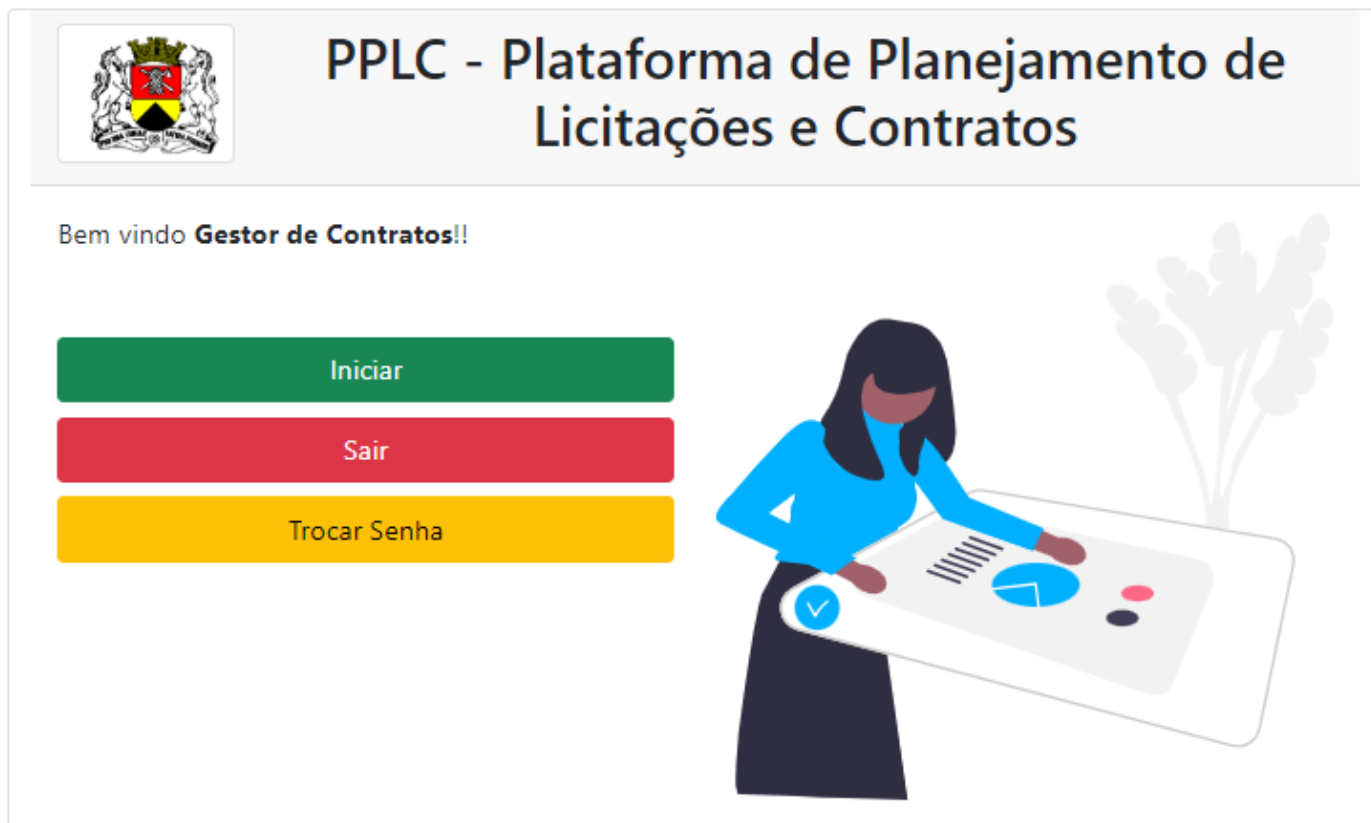 PPLC - Plataforma de Planejamento de
Licitações e Contratos
Bem vindo Gestor de Contratos!!
Iniciar
Sair
Trocar Senha